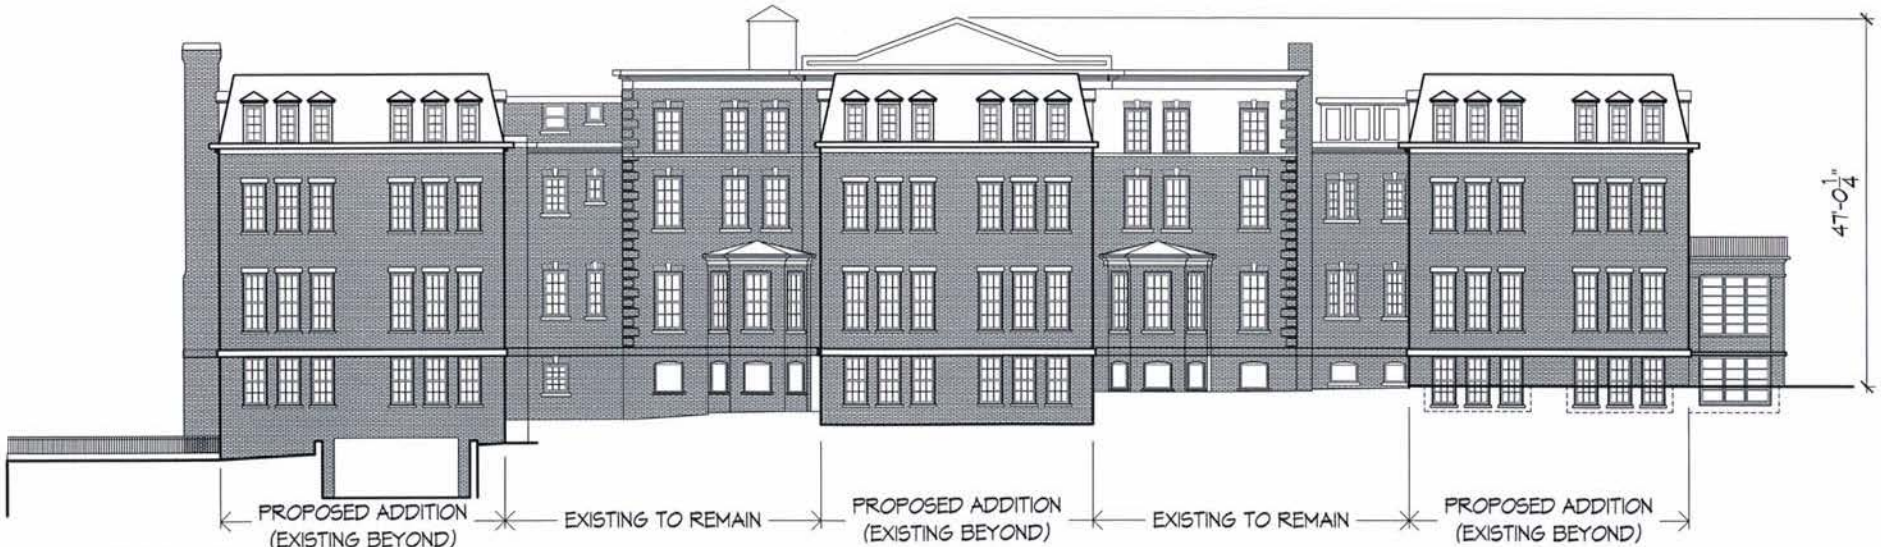 47'-0 1/4"
PROPOSED ADDITION
(EXISTING BEYOND)
EXISTING TO REMAIN
PROPOSED ADDITION
(EXISTING BEYOND)
EXISTING TO REMAIN
PROPOSED ADDITION
(EXISTING BEYOND)